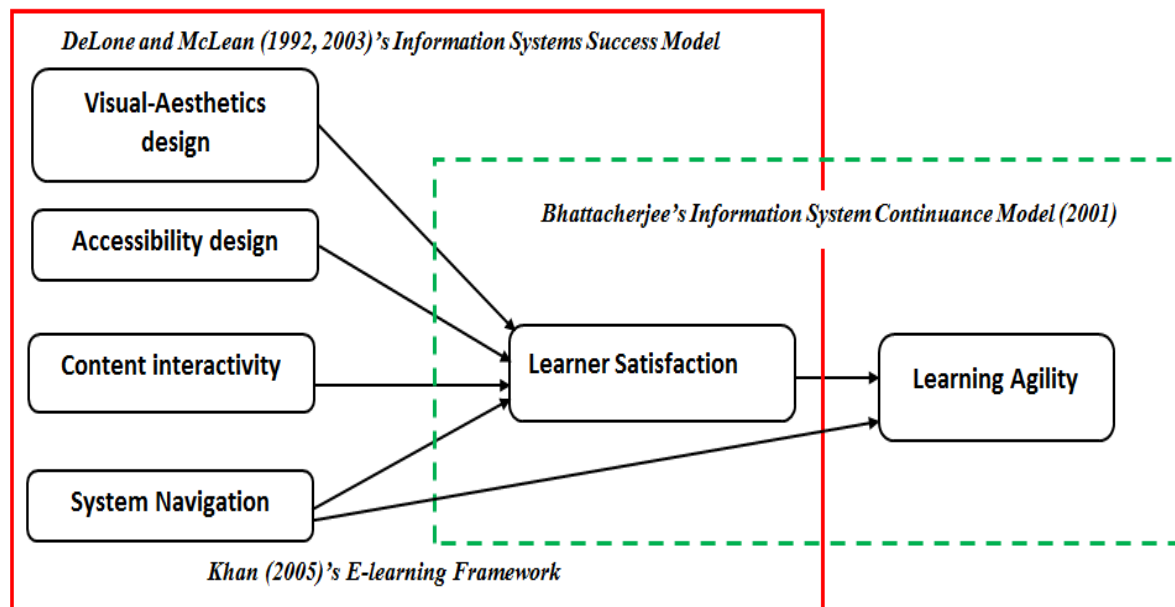 DeLone and McLean (1992, 2003)'s Information Systems Success Model
Visual-Aesthetics
design
Bhattacherjee's Information System Continuance Model (2001)
Accessibility design
Content interactivity
Learner Satisfaction
Learning Agility
System Navigation
Khan (2005)'s E-learning Framework